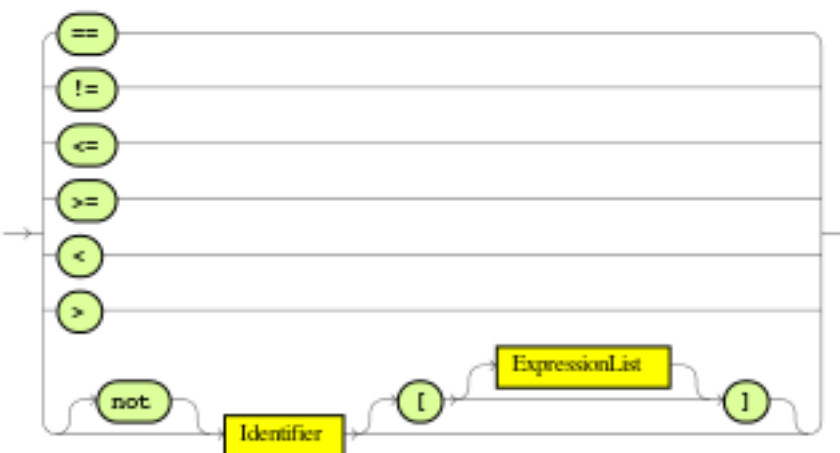 ==
!=
<=
>=
<
>
ExpressionList
not [ ]
Identifier